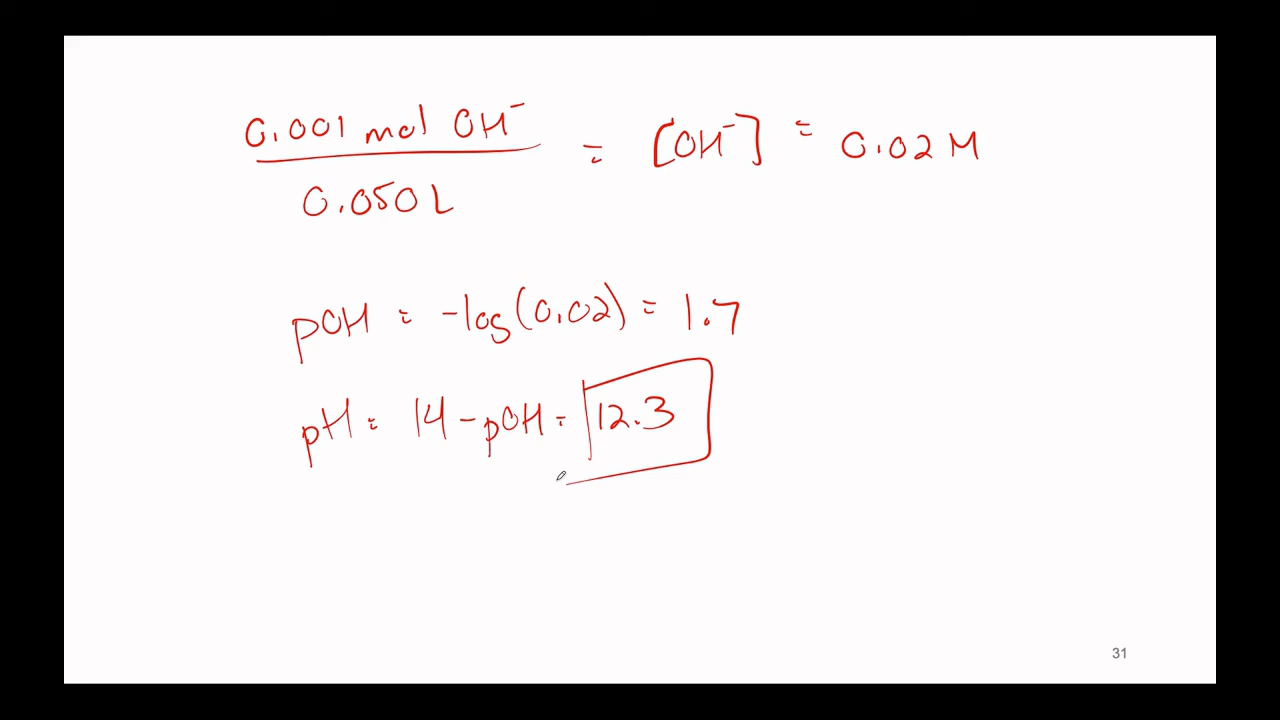 0.001 mol OH⁻
0.050 L
= [OH⁻] = 0.02 M
pOH = -log(0.02) = 1.7
pH = 14 - pOH = 12.3
31